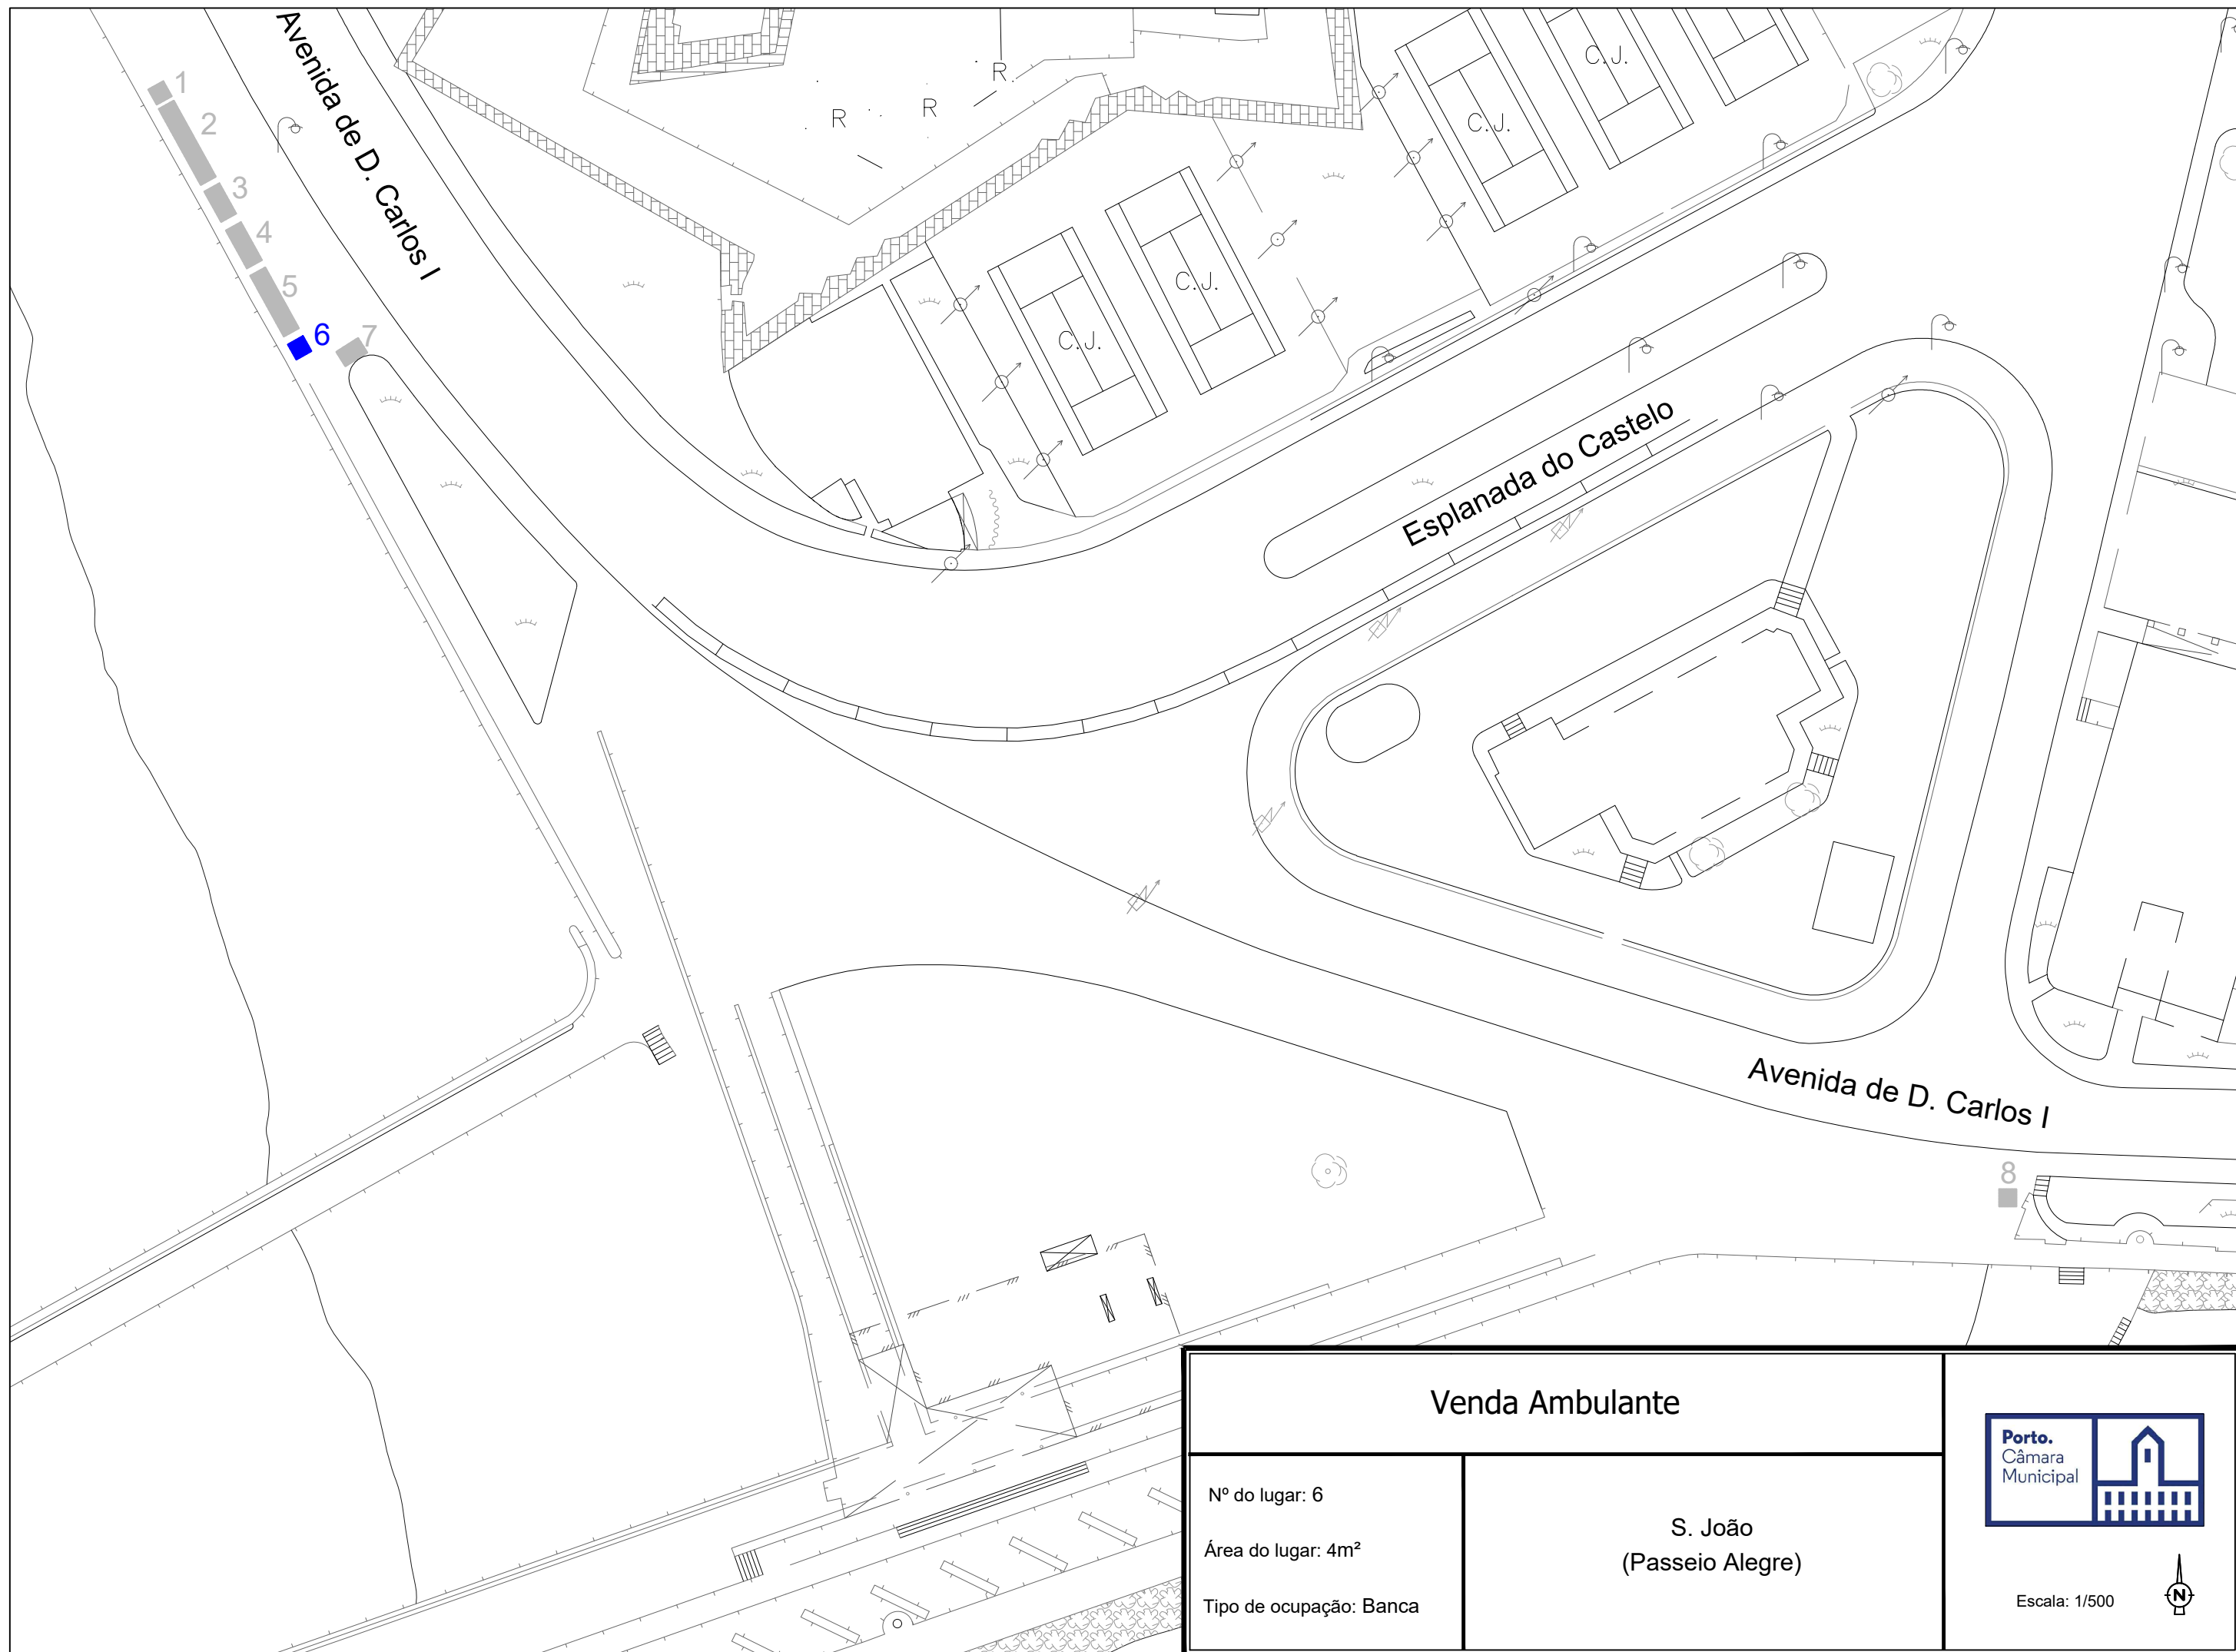 Avenida de D. Carlos I
1
2
3
4
5
6
7
R
R
R
C.J.
C.J.
C.J.
C.J.
Esplanada do Castelo
Avenida de D. Carlos I
8
Venda Ambulante
Nº do lugar: 6
Área do lugar: 4m²
Tipo de ocupação: Banca
S. João
(Passeio Alegre)
Porto.
Câmara
Municipal
Escala: 1/500
N